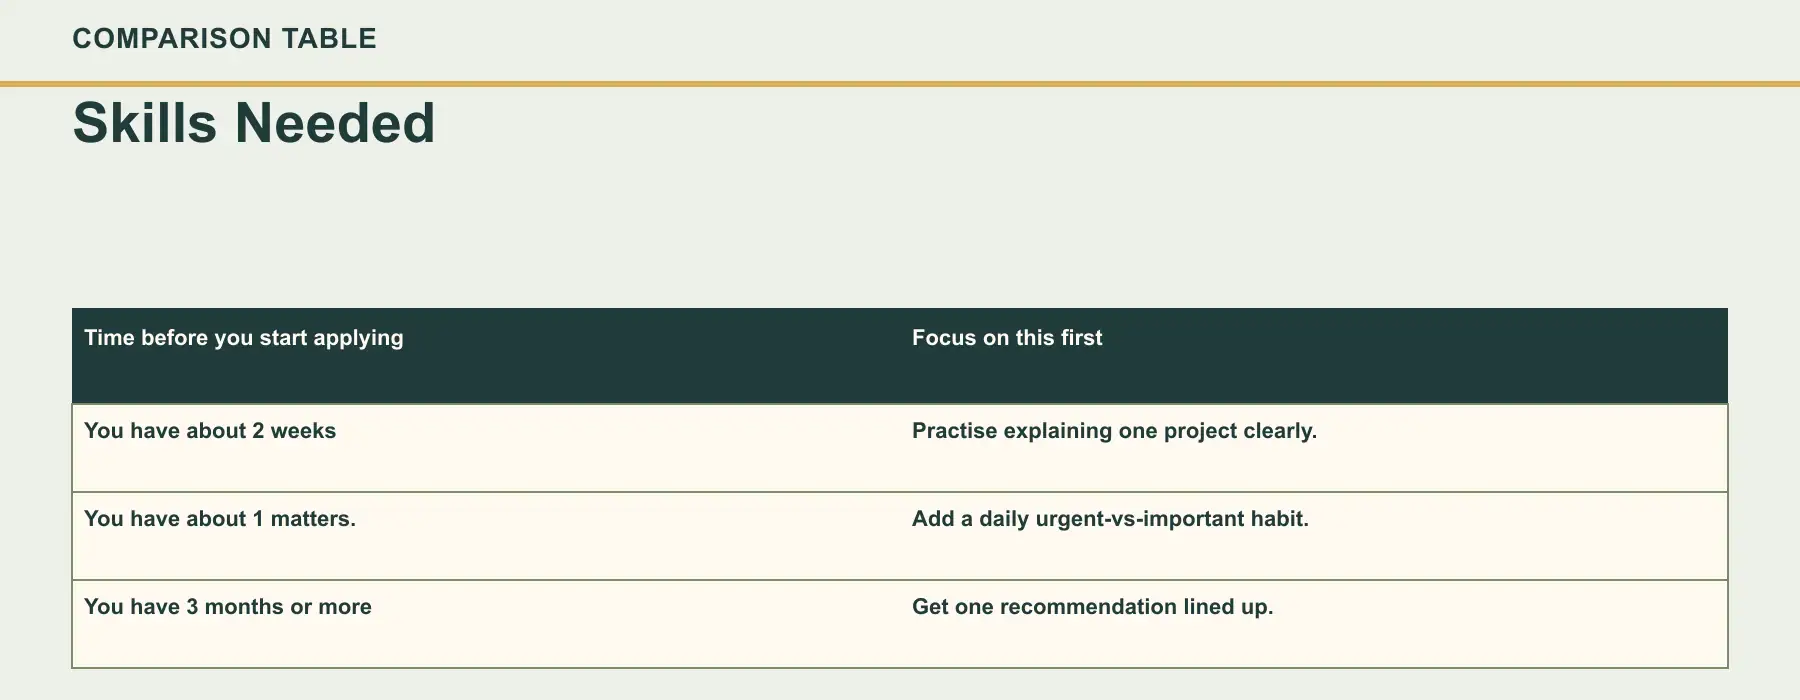 COMPARISON TABLE
Skills Needed
Time before you start applying
Focus on this first
You have about 2 weeks
Practise explaining one project clearly.
You have about 1 matters.
Add a daily urgent-vs-important habit.
You have 3 months or more
Get one recommendation lined up.